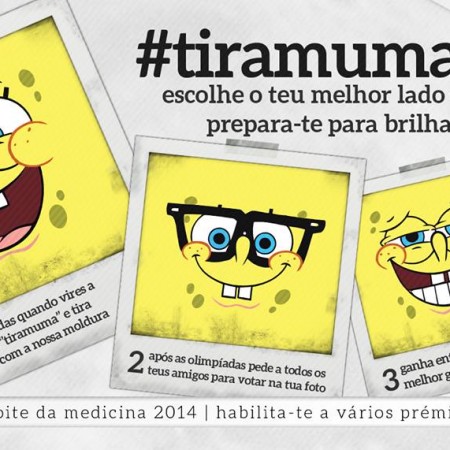 #tiramuma
escolhe o teu melhor lado
prepara-te para brilha
das quando vires a
"tiramuma" e tira
com a nossa moldura
2 após as olimpíadas pede a todos os
teus amigos para votar na tua foto
3 ganha ent
melhor g
oite da medicina 2014 | habilita-te a vários prémi